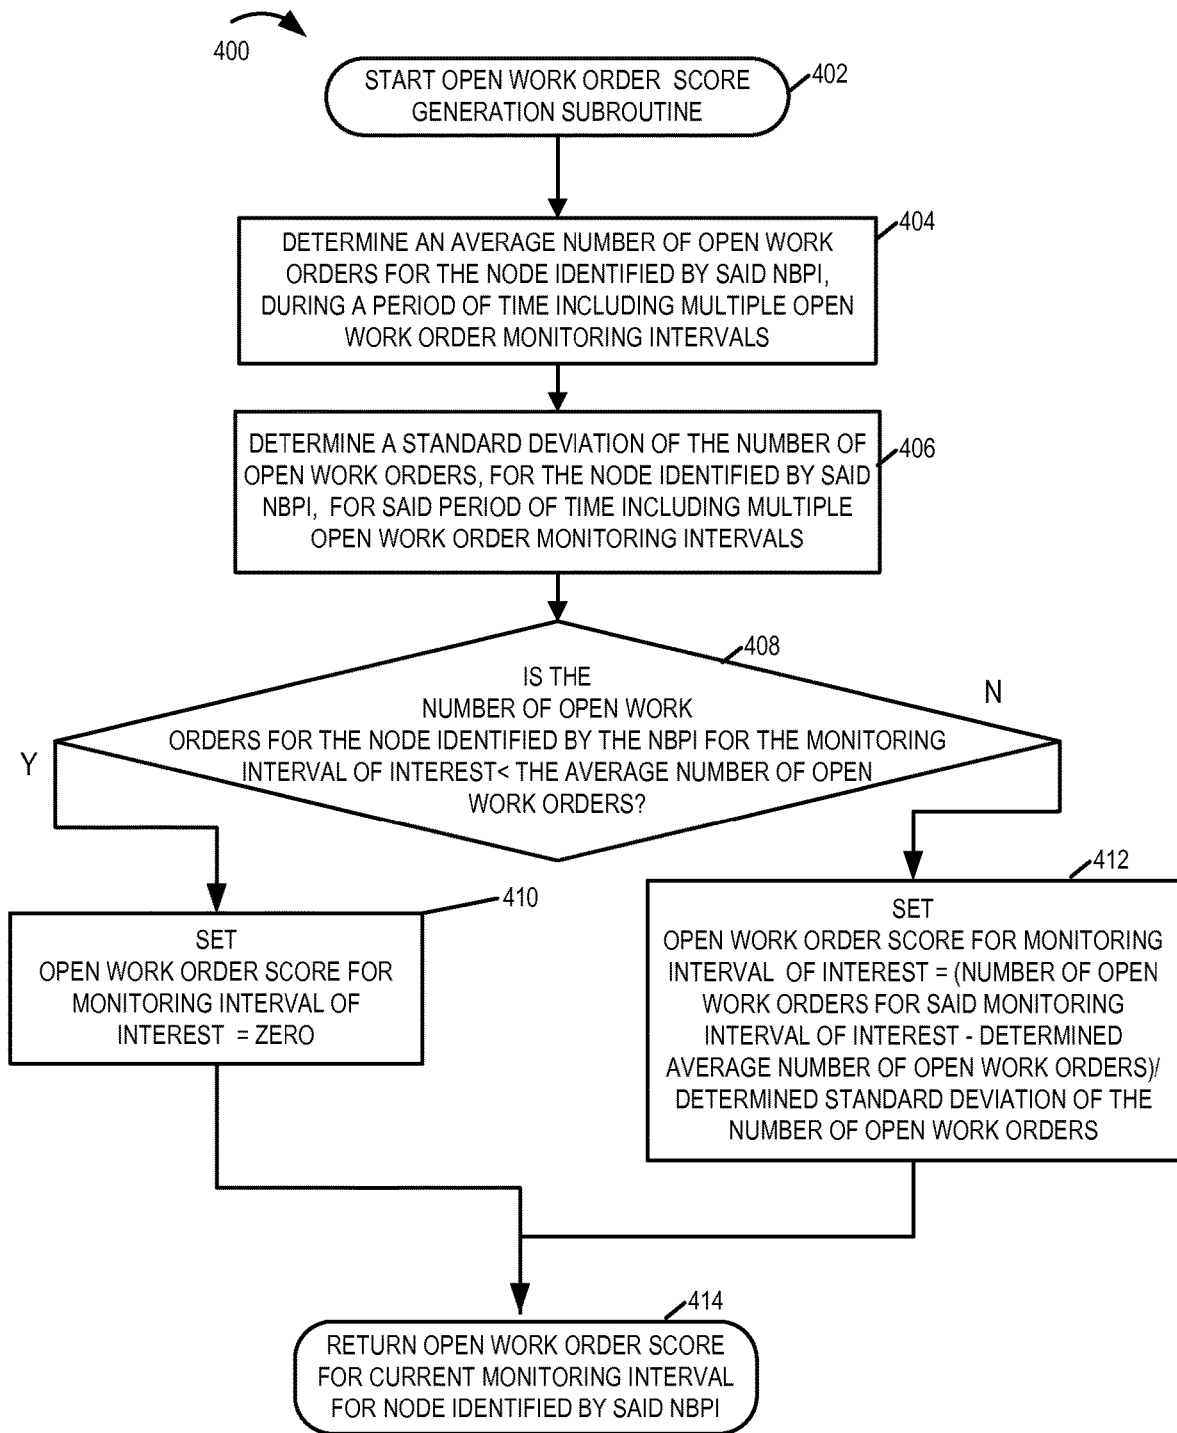 400
START OPEN WORK ORDER SCORE
GENERATION SUBROUTINE
402
404
DETERMINE AN AVERAGE NUMBER OF OPEN WORK
ORDERS FOR THE NODE IDENTIFIED BY SAID NBPI,
DURING A PERIOD OF TIME INCLUDING MULTIPLE OPEN
WORK ORDER MONITORING INTERVALS
DETERMINE A STANDARD DEVIATION OF THE NUMBER OF
OPEN WORK ORDERS, FOR THE NODE IDENTIFIED BY SAID
NBPI, FOR SAID PERIOD OF TIME INCLUDING MULTIPLE
OPEN WORK ORDER MONITORING INTERVALS
406
408
IS THE
NUMBER OF OPEN WORK
ORDERS FOR THE NODE IDENTIFIED BY THE NBPI FOR THE MONITORING
INTERVAL OF INTEREST< THE AVERAGE NUMBER OF OPEN
WORK ORDERS?
Y
N
410
SET
OPEN WORK ORDER SCORE FOR
MONITORING INTERVAL OF
INTEREST = ZERO
412
SET
OPEN WORK ORDER SCORE FOR MONITORING
INTERVAL OF INTEREST = (NUMBER OF OPEN
WORK ORDERS FOR SAID MONITORING
INTERVAL OF INTEREST - DETERMINED
AVERAGE NUMBER OF OPEN WORK ORDERS)/
DETERMINED STANDARD DEVIATION OF THE
NUMBER OF OPEN WORK ORDERS
414
RETURN OPEN WORK ORDER SCORE
FOR CURRENT MONITORING INTERVAL
FOR NODE IDENTIFIED BY SAID NBPI